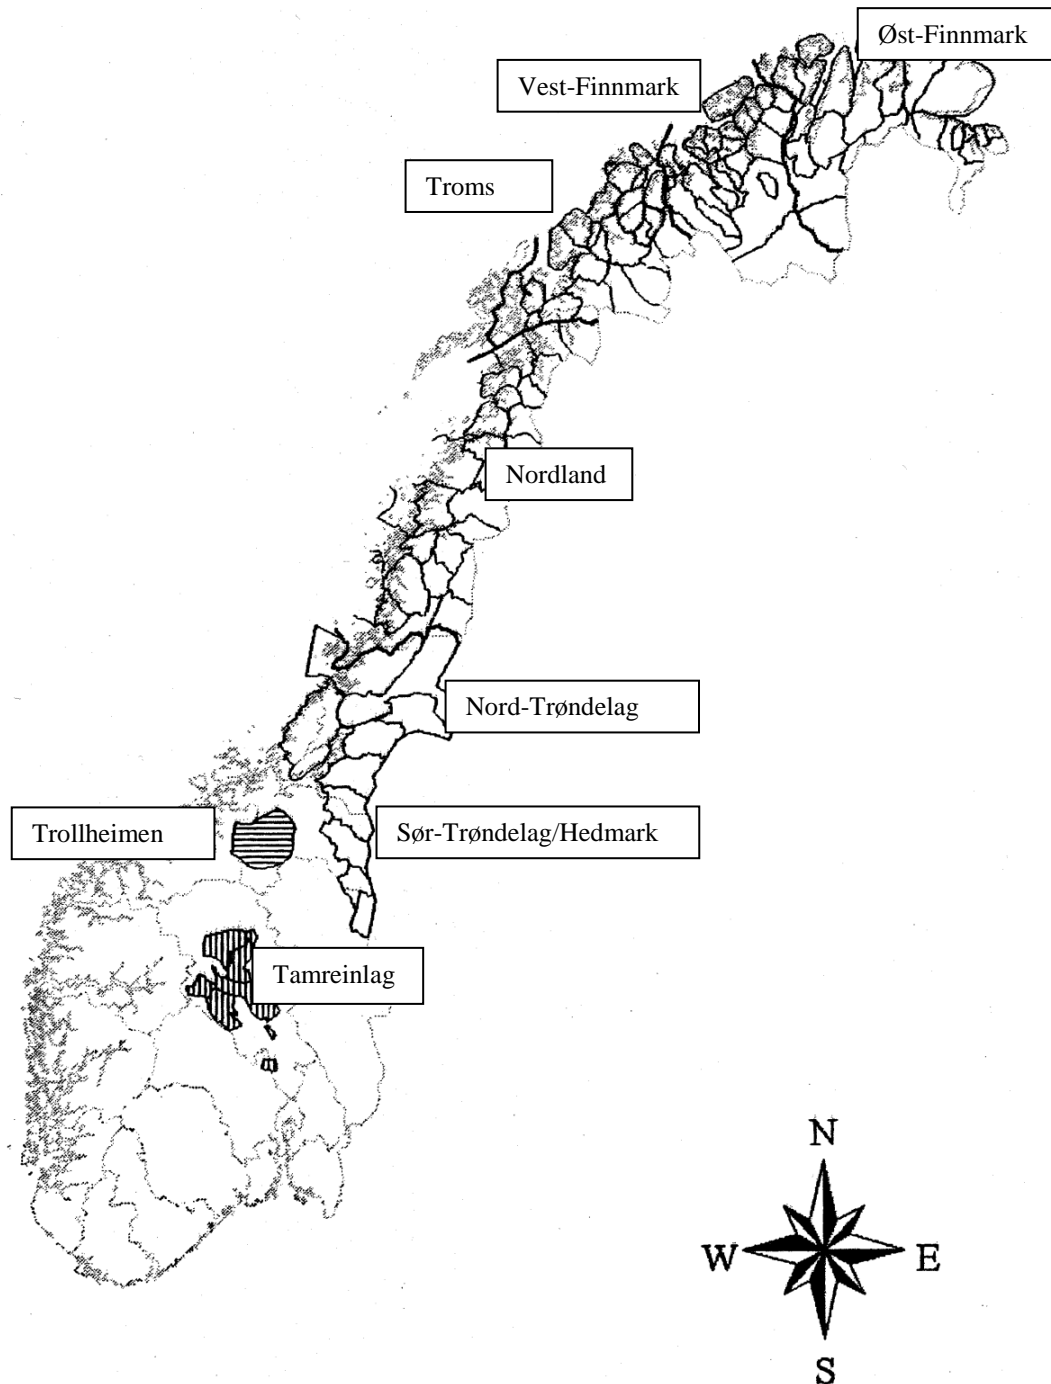 Øst-Finnmark
Vest-Finnmark
Troms
Nordland
Nord-Trøndelag
Trollheimen
Sør-Trøndelag/Hedmark
Tamreinlag
N
W
E
S